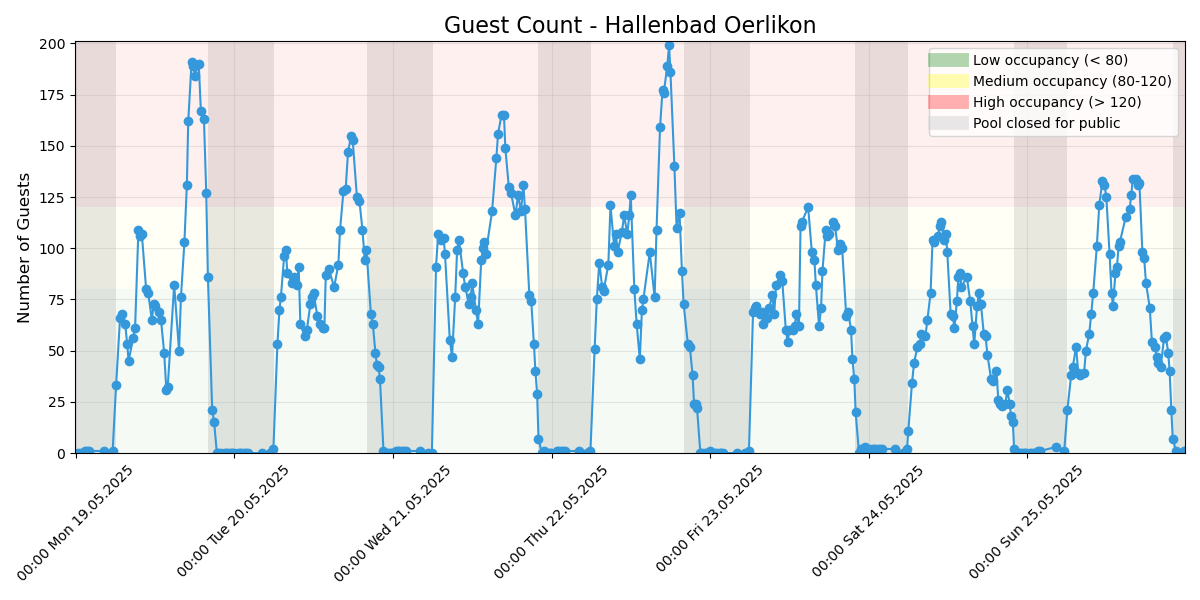 Guest Count - Hallenbad Oerlikon
Number of Guests
200
175
150
125
100
75
50
25
0
Low occupancy (< 80)
Medium occupancy (80-120)
High occupancy (> 120)
Pool closed for public
00:00 Mon 19.05.2025
00:00 Tue 20.05.2025
00:00 Wed 21.05.2025
00:00 Thu 22.05.2025
00:00 Fri 23.05.2025
00:00 Sat 24.05.2025
00:00 Sun 25.05.2025